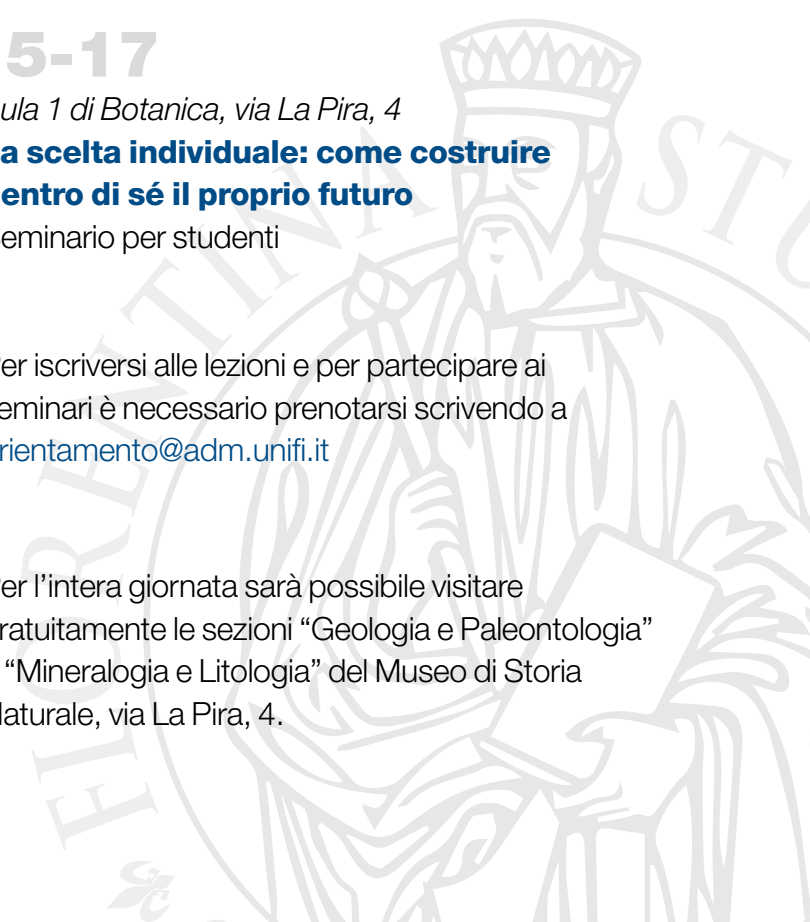 5-17
ula 1 di Botanica, via La Pira, 4
a scelta individuale: come costruire
entro di sé il proprio futuro
eminario per studenti
er iscriversi alle lezioni e per partecipare ai
eminari è necessario prenotarsi scrivendo a
rientamento@adm.unifi.it
er l’intera giornata sarà possibile visitare
ratuitamente le sezioni “Geologia e Paleontologia”
“Mineralogia e Litologia” del Museo di Storia
aturale, via La Pira, 4.
FLORENTINA STU